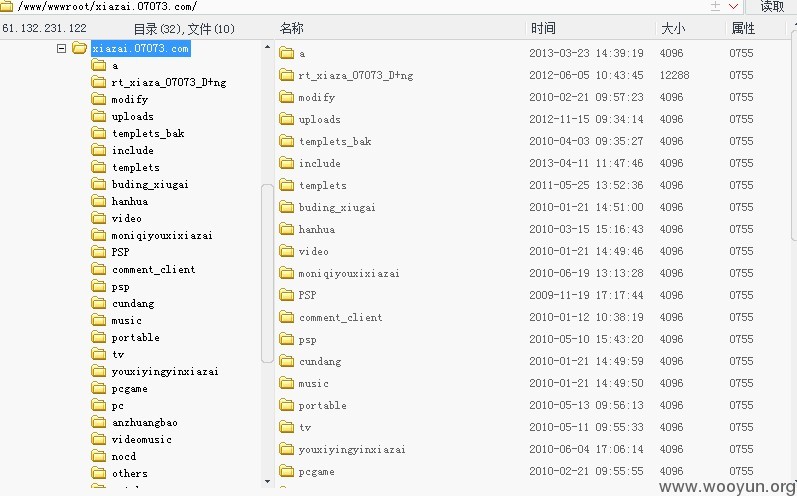 /www/wwwroot/xiazai.07073.com/ 读取
61.132.231.122 目录(32),文件(10) 名称 时间 大小 属性
xiazai.07073.com
a
rt_xiaza_07073_D+ng
modify
uploads
templets_bak
include
templets
buding_xiugai
hanhua
video
moniqiyouxixiazai
PSP
comment_client
psp
cundang
music
portable
tv
youxiyingyinxiazai
pcgame
pc
anzhuangbao
videomusic
nocd
others
a 2013-03-23 14:39:19 4096 0755
rt_xiaza_07073_D+ng 2012-06-05 10:43:45 12288 0755
modify 2010-02-21 09:57:23 4096 0755
uploads 2012-11-15 09:34:14 4096 0755
templets_bak 2010-04-03 09:35:27 4096 0755
include 2013-04-11 11:47:46 4096 0755
templets 2011-05-25 13:52:36 4096 0755
buding_xiugai 2010-01-21 14:51:00 4096 0755
hanhua 2010-03-15 15:16:43 4096 0755
video 2010-01-21 14:49:46 4096 0755
moniqiyouxixiazai 2010-06-19 13:13:28 4096 0755
PSP 2009-11-19 17:17:44 4096 0755
comment_client 2010-01-12 10:38:19 4096 0755
psp 2010-05-10 15:43:20 4096 0755
cundang 2010-01-21 14:49:59 4096 0755
music 2010-01-21 14:49:50 4096 0755
portable 2010-05-13 09:56:13 4096 0755
tv 2010-05-11 09:55:33 4096 0755
youxiyingyinxiazai 2010-06-04 17:06:14 4096 0755
pcgame 2010-02-21 09:55:55 4096 0755
www.wooyun.org